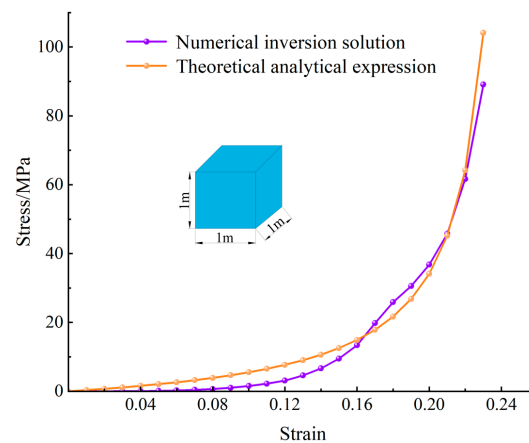 Numerical inversion solution
Theoretical analytical expression
Stress/MPa
100
80
60
40
20
0
1m
1m
1m
0.04
0.08
0.12
0.16
0.20
0.24
Strain